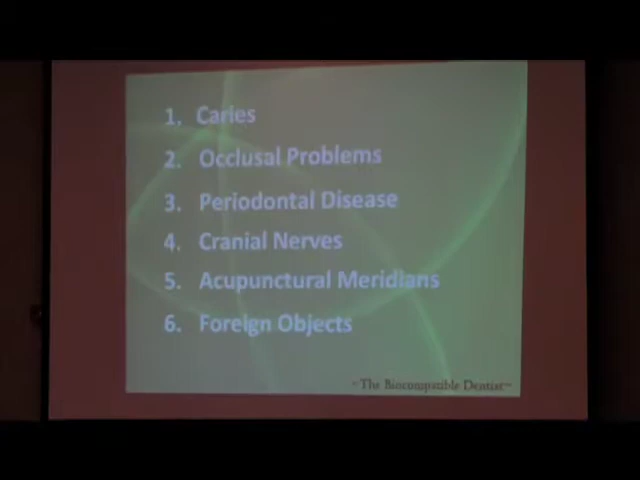 1. Caries
2. Occlusal Problems
3. Periodontal Disease
4. Cranial Nerves
5. Acupunctural Meridians
6. Foreign Objects
~The Biocompatible Dentist~